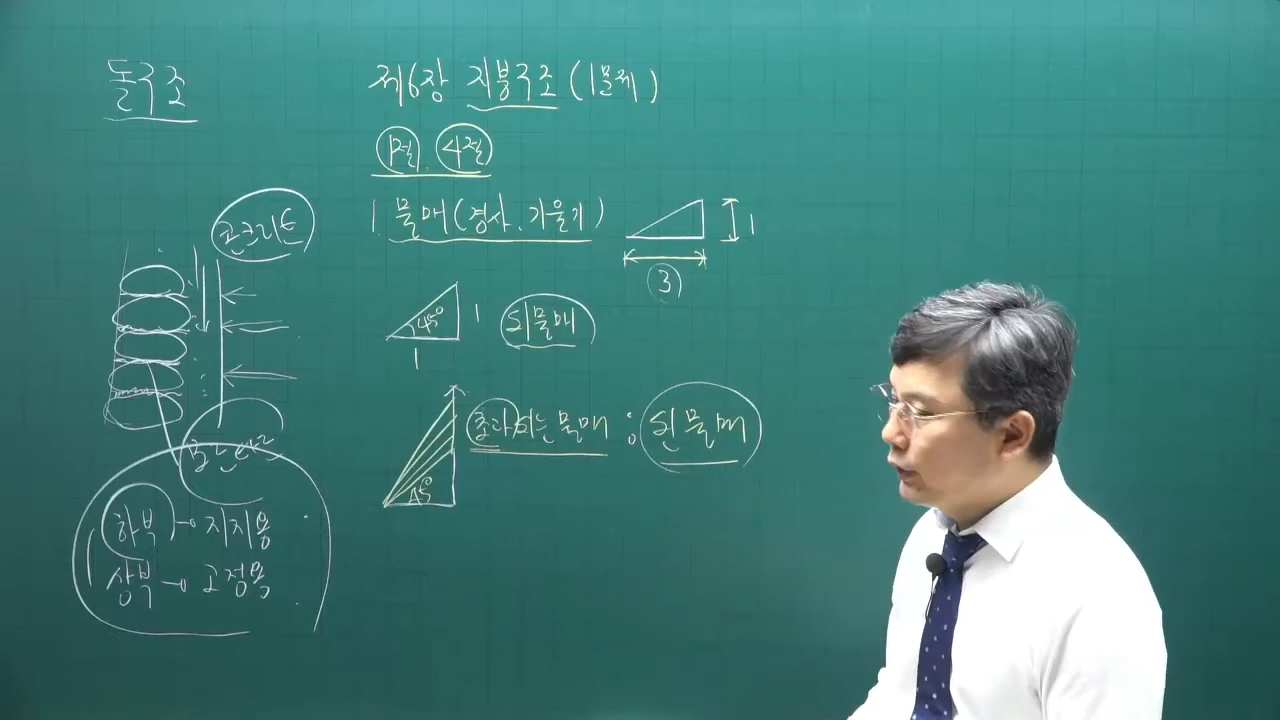 돌구조
콘크리트
하부 → 지지용
상부 → 고정용
제6장 지붕구조 (1문제)
1절, 4절
1. 물매 (경사, 기울기)
1
3
45°
1
1
되물매
45°
초과되는 물매 : 된물매